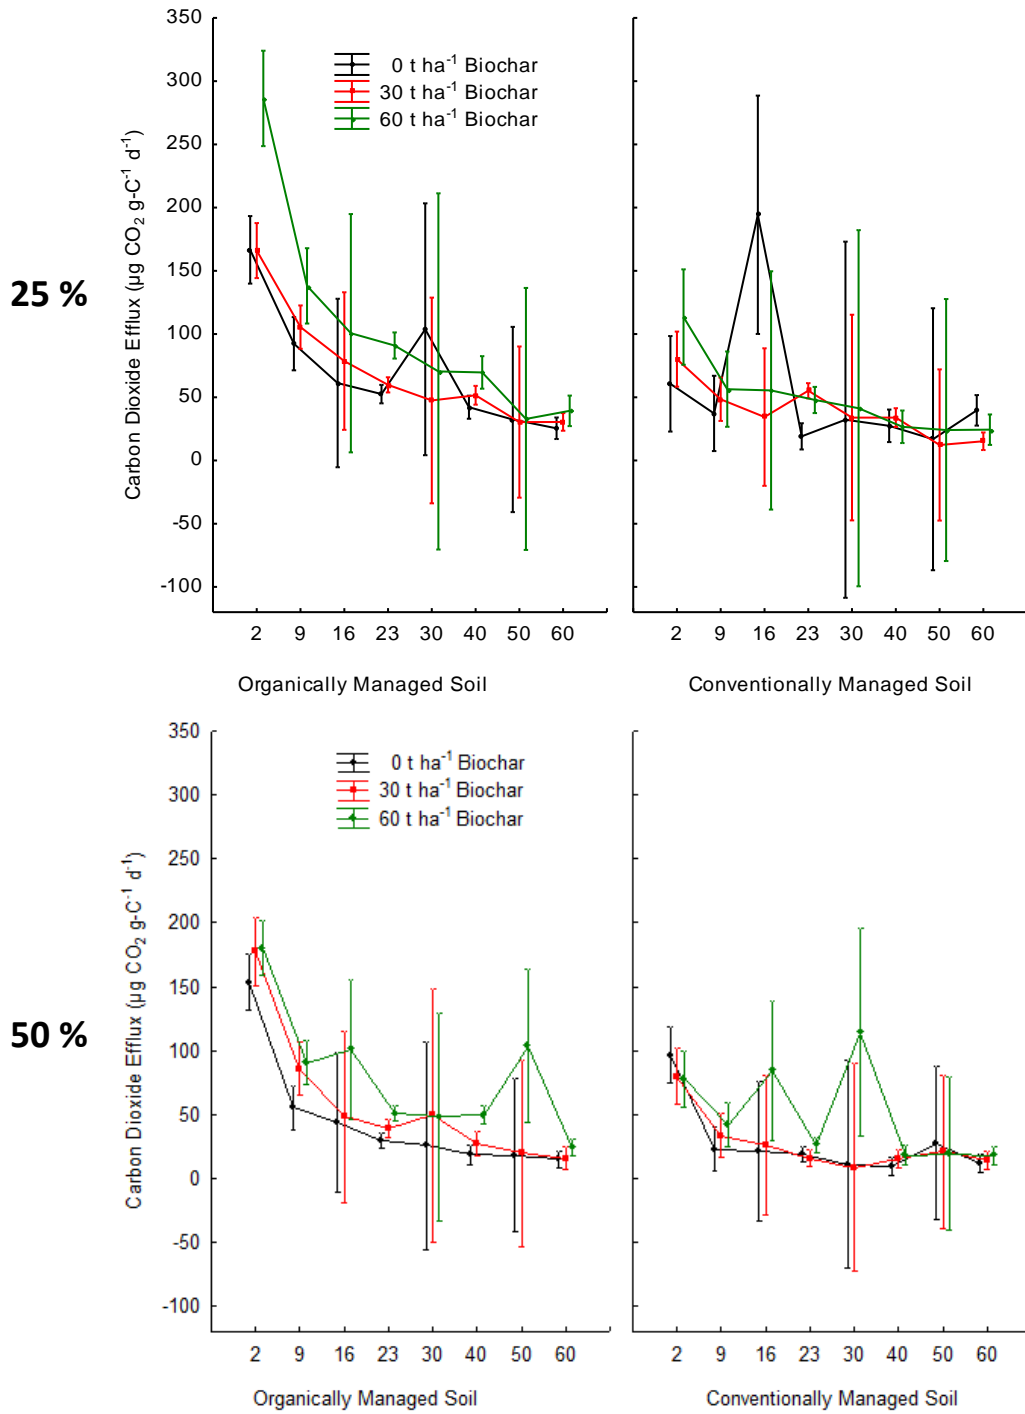 350
300
250
200
150
100
50
0
-50
-100
Carbon Dioxide Efflux (µg CO₂ g-C⁻¹ d⁻¹)
0 t ha⁻¹ Biochar
30 t ha⁻¹ Biochar
60 t ha⁻¹ Biochar
25 %
2 9 16 23 30 40 50 60
2 9 16 23 30 40 50 60
Organically Managed Soil
Conventionally Managed Soil
350
300
250
200
150
100
50
0
-50
-100
Carbon Dioxide Efflux (µg CO₂ g-C⁻¹ d⁻¹)
0 t ha⁻¹ Biochar
30 t ha⁻¹ Biochar
60 t ha⁻¹ Biochar
50 %
2 9 16 23 30 40 50 60
2 9 16 23 30 40 50 60
Organically Managed Soil
Conventionally Managed Soil